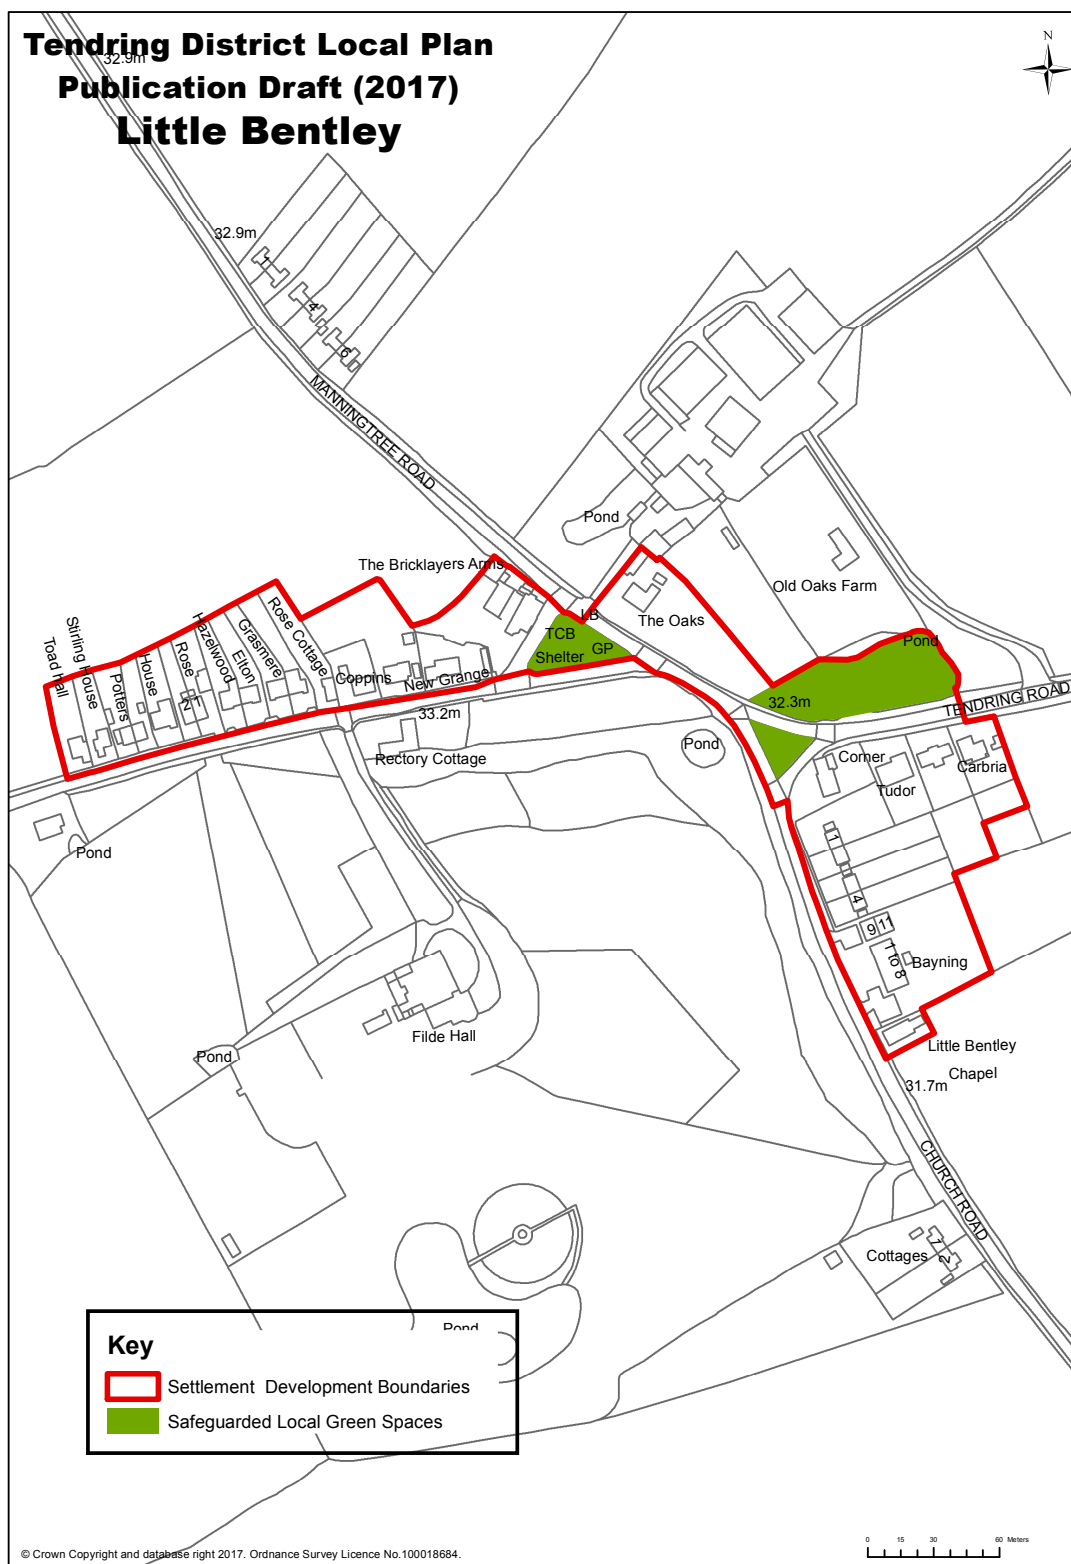 Tendring District Local Plan
32.9m
Publication Draft (2017)
Little Bentley
N
32.9m
1
4
6
MANNINGTREE ROAD
Pond
The Bricklayers Arms
Old Oaks Farm
LB
The Oaks
TCB
GP
Shelter
Pond
Toad hall
Stirling House
Potters
House
Rose
Hazelwood
Elton
Grasmere
Rose Cottage
21
Coppins
New Grange
32.3m
TENDRING ROAD
33.2m
Pond
Rectory Cottage
Corner
Tudor
Carbria
Pond
1
4
9
11
1 to 8
Bayning
Filde Hall
Little Bentley
Chapel
31.7m
Pond
CHURCH ROAD
Cottages
1
2
Pond
Key
Settlement Development Boundaries
Safeguarded Local Green Spaces
0 15 30 60 Meters
© Crown Copyright and database right 2017. Ordnance Survey Licence No.100018684.